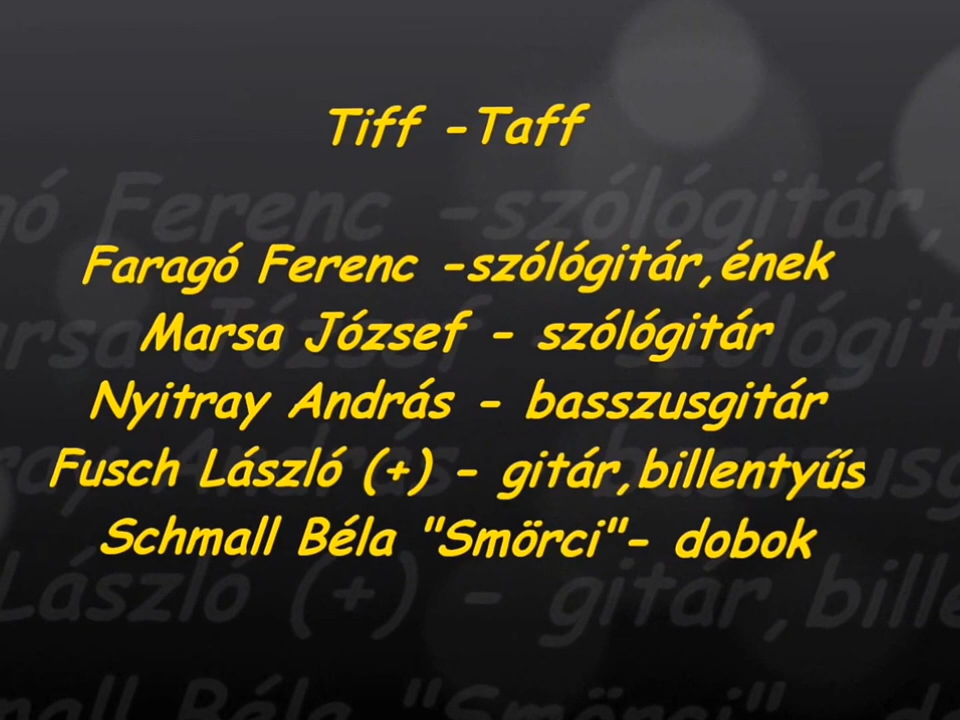 Tiff -Taff
Faragó Ferenc -szólógitár,ének
Marsa József - szólógitár
Nyitray András - basszusgitár
Fusch László (+) - gitár,billentyűs
Schmall Béla "Smörci"- dobok